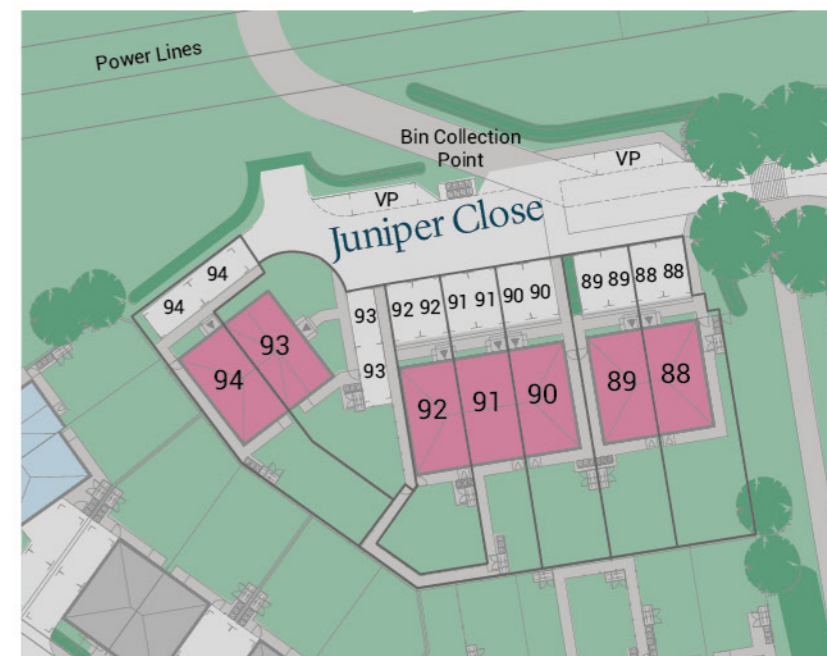 Power Lines
Bin Collection
Point
VP
VP
Juniper Close
94 94
93
93
92 92 91 91 90 90
89 89 88 88
94 93
92 91 90
89 88